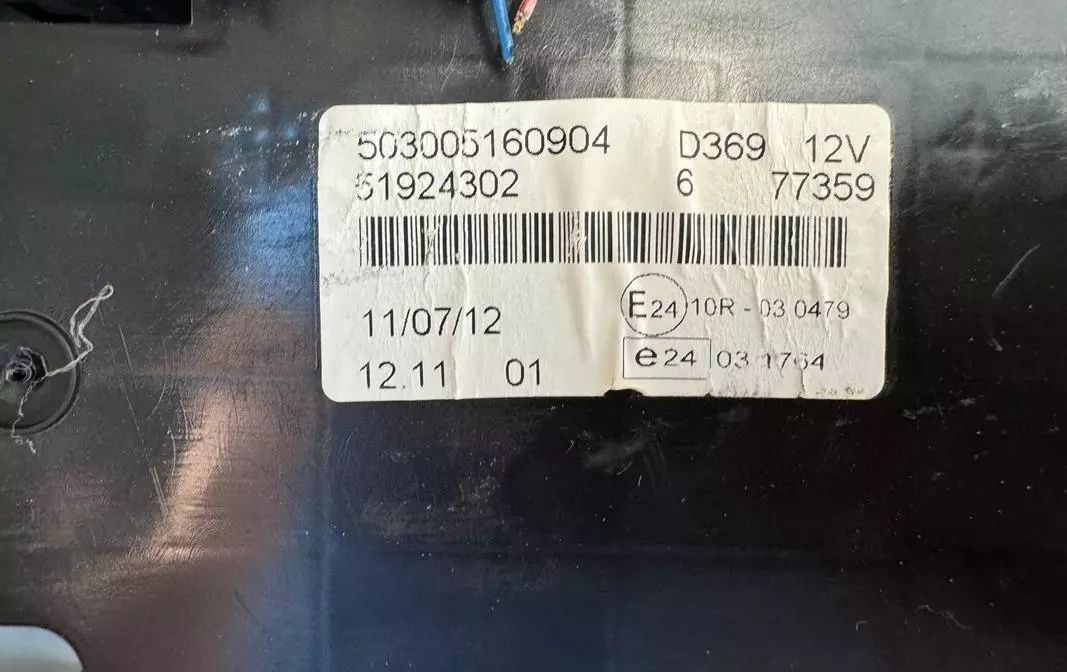 503005160904 D369 12V
51924302 6 77359
11/07/12 E24 10R - 03 0479
12.11 01 e24 03 1764